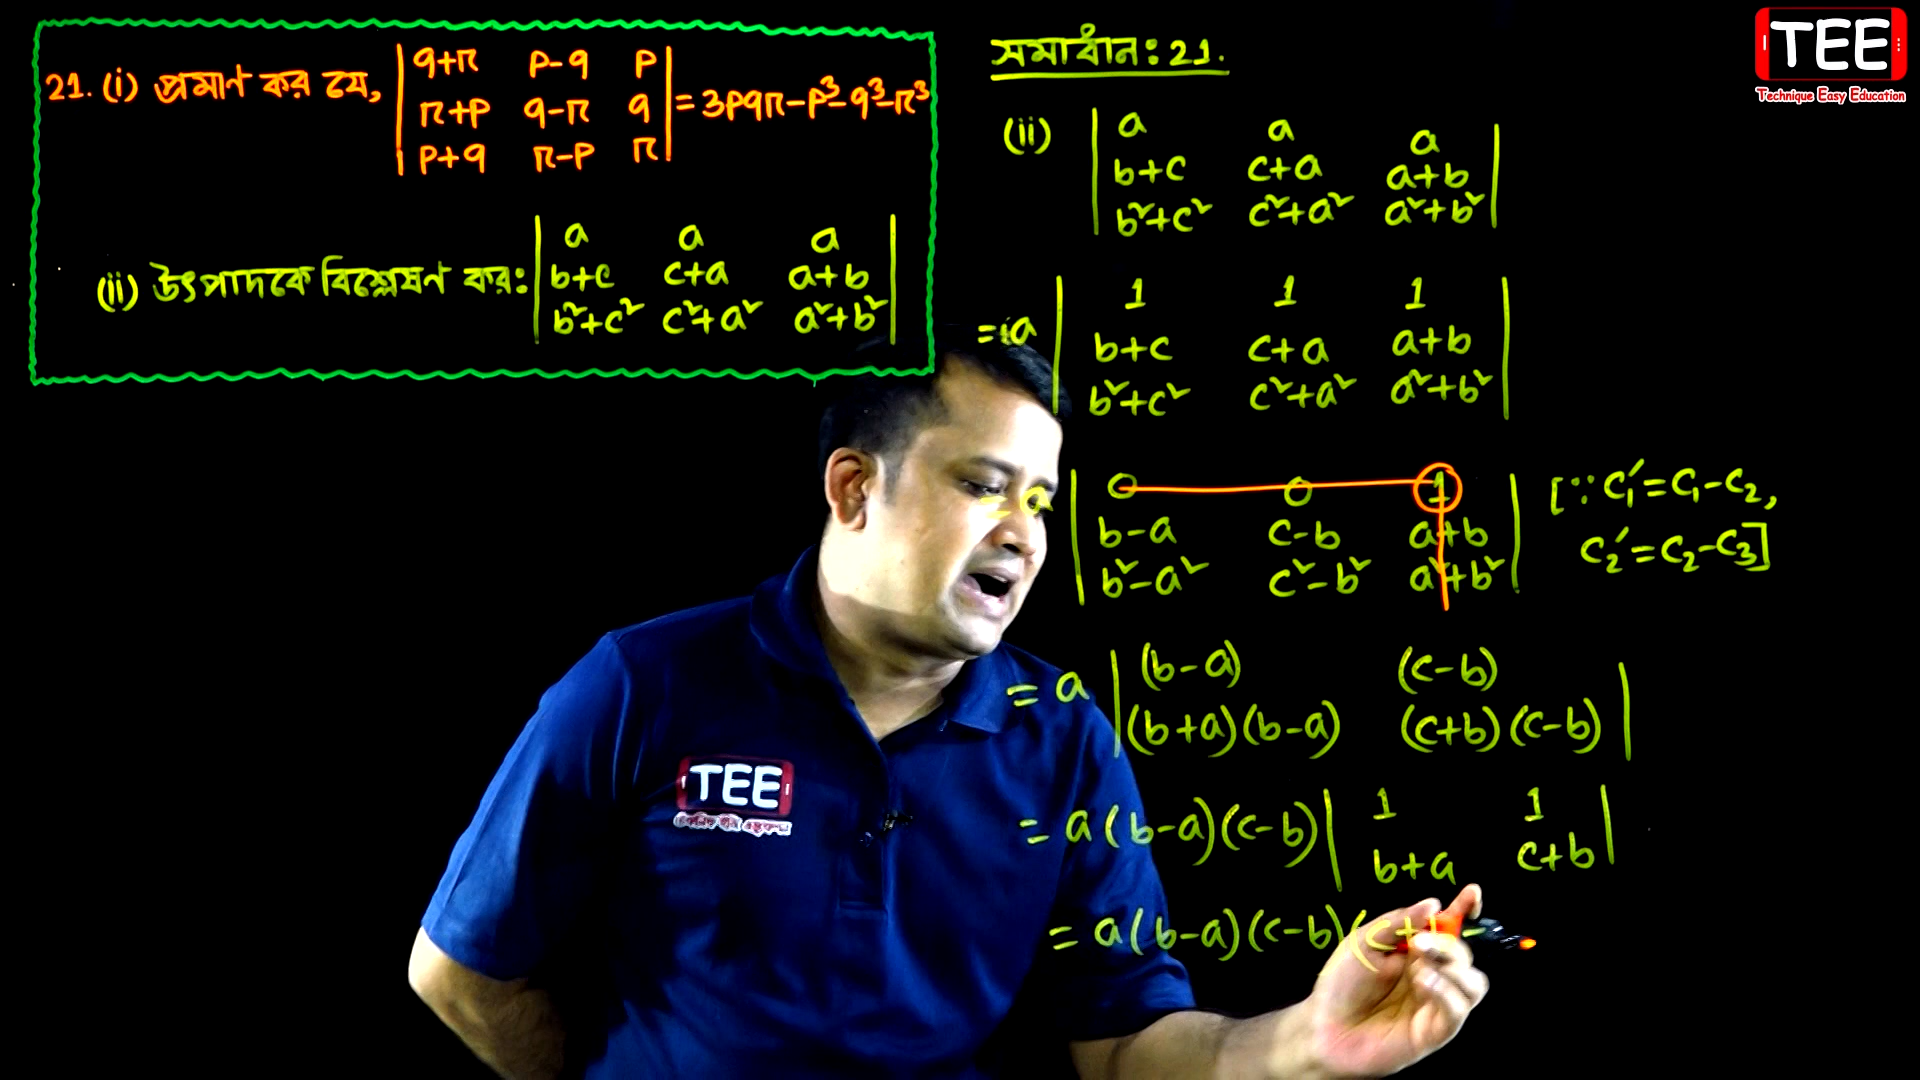 21. (i) প্রমাণ কর যে, | q+r p-q p |
| r+p q-r q | = 3pqr-p³-q³-r³
| p+q r-p r |
(ii) উৎপাদকে বিশ্লেষণ কর: | a a a |
| b+c c+a a+b |
| b²+c² c²+a² a²+b² |
সমাধান: 21.
(ii) | a a a |
| b+c c+a a+b |
| b²+c² c²+a² a²+b² |
= a | 1 1 1 |
| b+c c+a a+b |
| b²+c² c²+a² a²+b² |
= a | 0 0 1 | [∵ C₁′=C₁-C₂,
| b-a c-b a+b | C₂′=C₂-C₃]
| b²-a² c²-b² a²+b² |
= a | (b-a) (c-b) |
| (b+a)(b-a) (c+b)(c-b) |
= a(b-a)(c-b) | 1 1 |
| b+a c+b |
= a(b-a)(c-b)(c+b-
TEE
Technique Easy Education
TEE